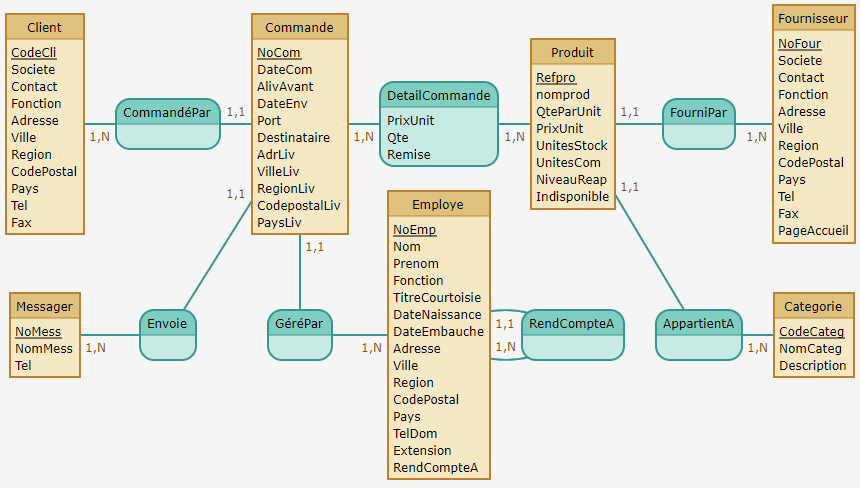 Client
CodeCli
Societe
Contact
Fonction
Adresse
Ville
Region
CodePostal
Pays
Tel
Fax
1,N
CommandéPar
1,1
Commande
NoCom
DateCom
AlivAvant
DateEnv
Port
Destinataire
AdrLiv
VilleLiv
RegionLiv
CodepostalLiv
PaysLiv
1,N
DetailCommande
PrixUnit
Qte
Remise
1,N
Produit
Refpro
nomprod
QteParUnit
PrixUnit
UnitesStock
UnitesCom
NiveauReap
Indisponible
1,1
FourniPar
1,N
Fournisseur
NoFour
Societe
Contact
Fonction
Adresse
Ville
Region
CodePostal
Pays
Tel
Fax
PageAccueil
1,1
1,1
1,1
Messager
NoMess
NomMess
Tel
1,N
Envoie
GéréPar
1,N
Employe
NoEmp
Nom
Prenom
Fonction
TitreCourtoisie
DateNaissance
DateEmbauche
Adresse
Ville
Region
CodePostal
Pays
TelDom
Extension
RendCompteA
1,1
1,N
RendCompteA
AppartientA
1,N
Categorie
CodeCateg
NomCateg
Description